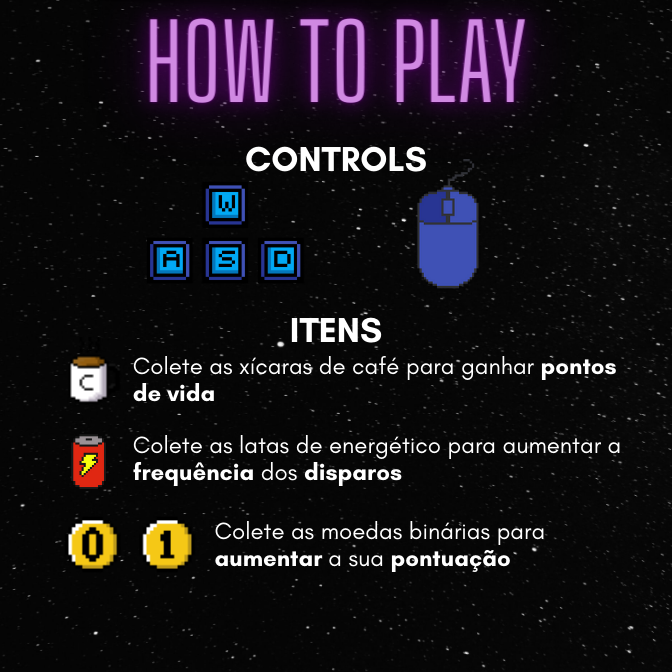 HOW TO PLAY
CONTROLS
W
A S D
ITENS
C
Colete as xícaras de café para ganhar pontos
de vida
Colete as latas de energético para aumentar a
frequência dos disparos
0 1
Colete as moedas binárias para
aumentar a sua pontuação